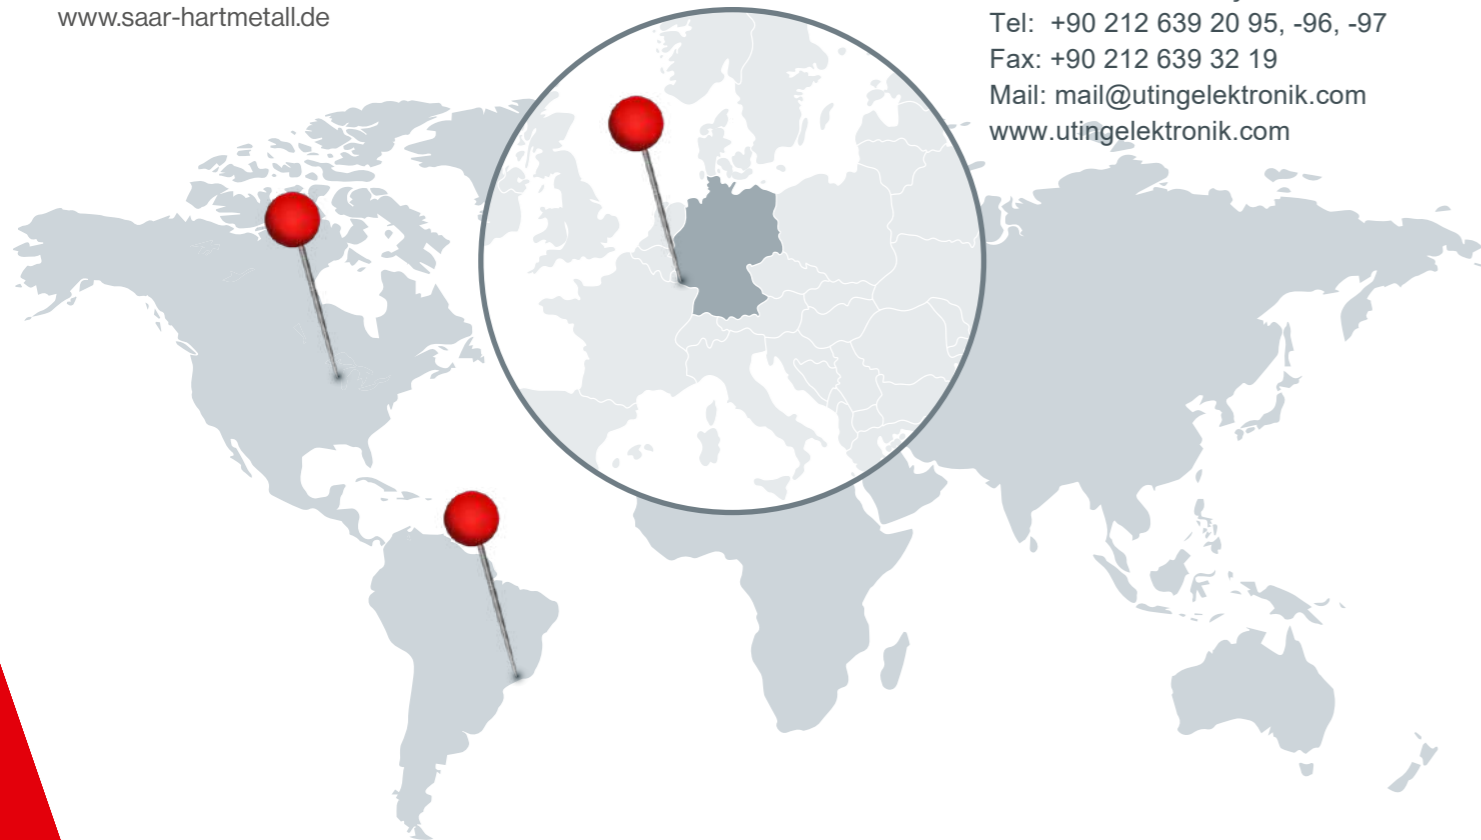 www.saar-hartmetall.de
Tel: +90 212 639 20 95, -96, -97
Fax: +90 212 639 32 19
Mail: mail@utingelektronik.com
www.utingelektronik.com